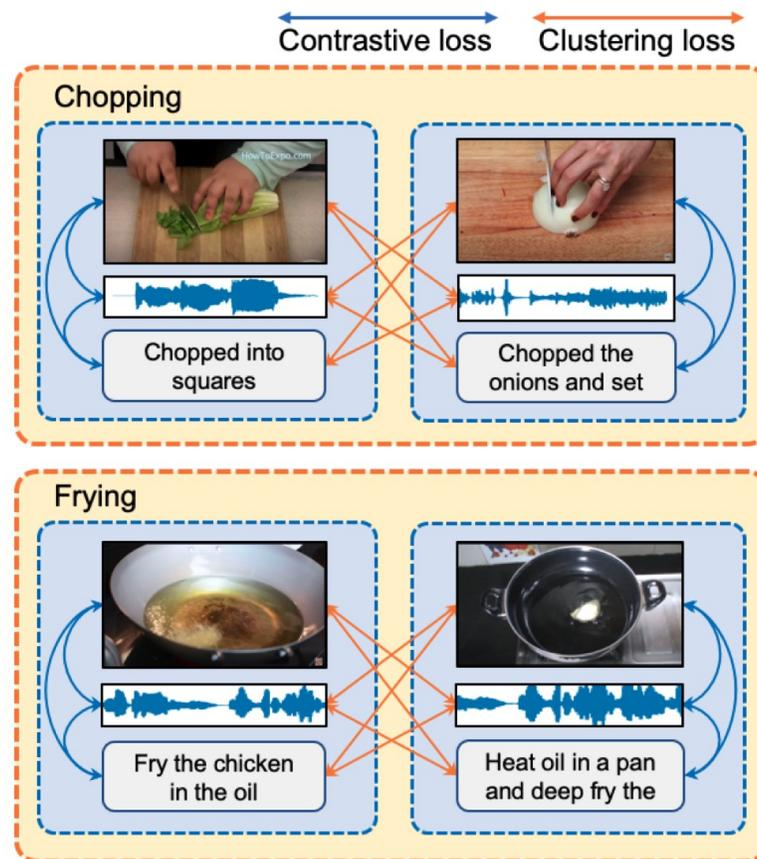 Contrastive loss
Clustering loss
Chopping
HowToExpo.com
Chopped into
squares
Chopped the
onions and set
Frying
Fry the chicken
in the oil
Heat oil in a pan
and deep fry the